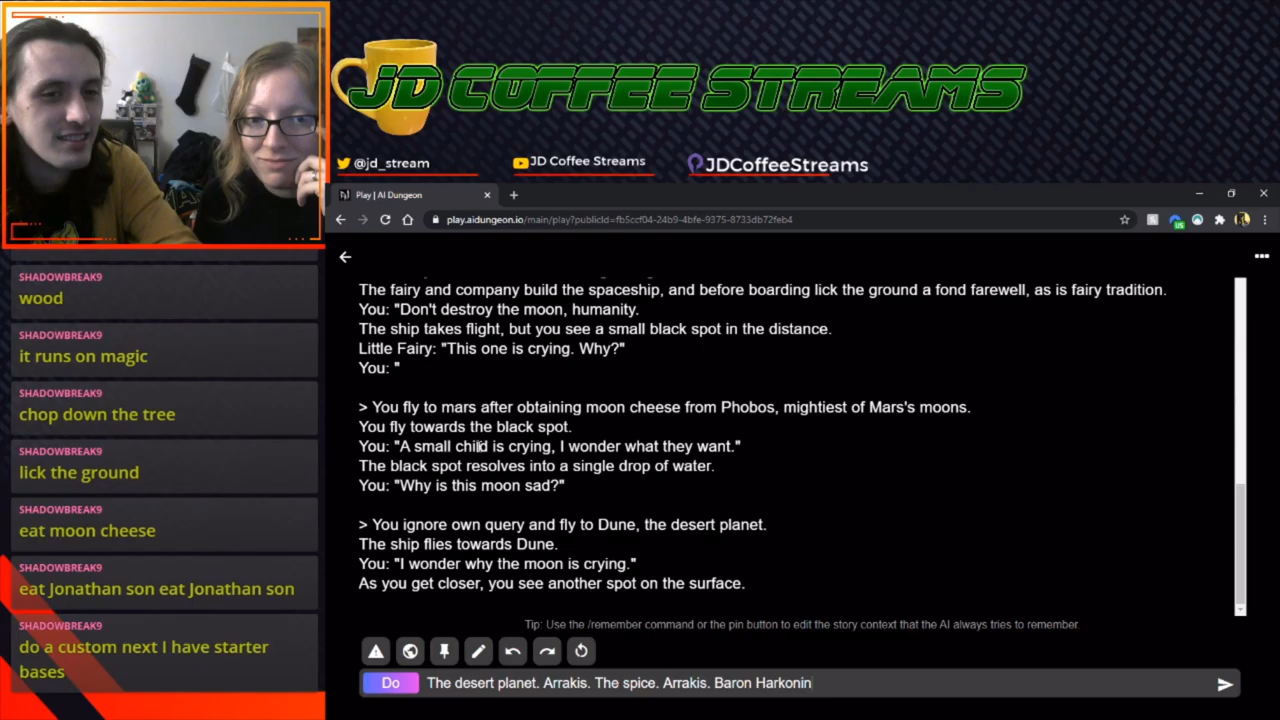 JD COFFEE STREAMS
@jd_stream
JD Coffee Streams
JDCoffeeStreams
Play | AI Dungeon
play.aidungeon.io/main/play?publicId=fb5ccf04-24b9-4bfe-9375-8733db72feb4
SHADOWBREAK9
wood
SHADOWBREAK9
it runs on magic
SHADOWBREAK9
chop down the tree
SHADOWBREAK9
lick the ground
SHADOWBREAK9
eat moon cheese
SHADOWBREAK9
eat Jonathan son eat Jonathan son
SHADOWBREAK9
do a custom next I have starter
bases
The fairy and company build the spaceship, and before boarding lick the ground a fond farewell, as is fairy tradition.
You: "Don't destroy the moon, humanity.
The ship takes flight, but you see a small black spot in the distance.
Little Fairy: "This one is crying. Why?"
You: "
> You fly to mars after obtaining moon cheese from Phobos, mightiest of Mars's moons.
You fly towards the black spot.
You: "A small child is crying, I wonder what they want."
The black spot resolves into a single drop of water.
You: "Why is this moon sad?"
> You ignore own query and fly to Dune, the desert planet.
The ship flies towards Dune.
You: "I wonder why the moon is crying."
As you get closer, you see another spot on the surface.
Tip: Use the /remember command or the pin button to edit the story context that the AI always tries to remember.
Do
The desert planet. Arrakis. The spice. Arrakis. Baron Harkonin